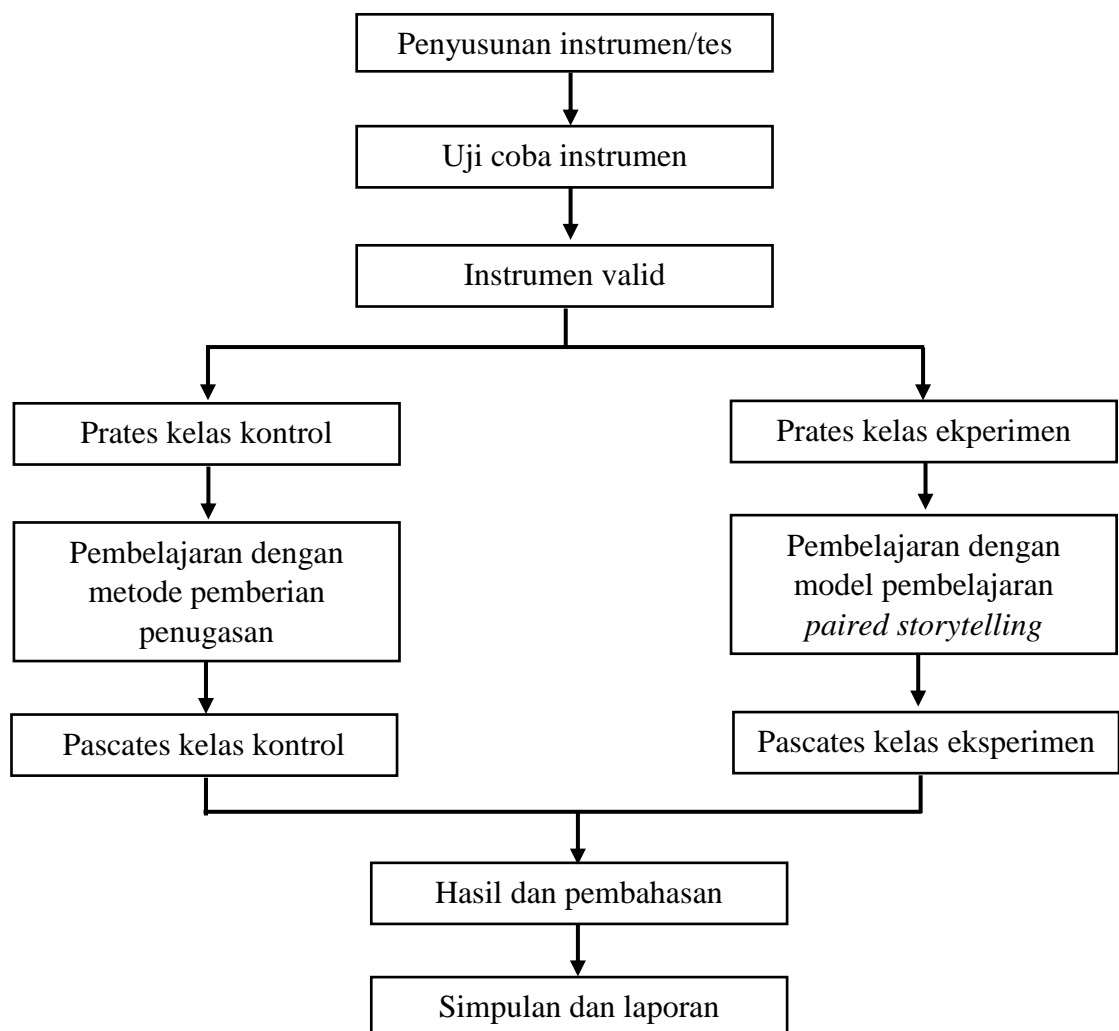 Penyusunan instrumen/tes
Uji coba instrumen
Instrumen valid
Prates kelas kontrol
Prates kelas ekperimen
Pembelajaran dengan
metode pemberian
penugasan
Pembelajaran dengan
model pembelajaran
paired storytelling
Pascates kelas kontrol
Pascates kelas eksperimen
Hasil dan pembahasan
Simpulan dan laporan